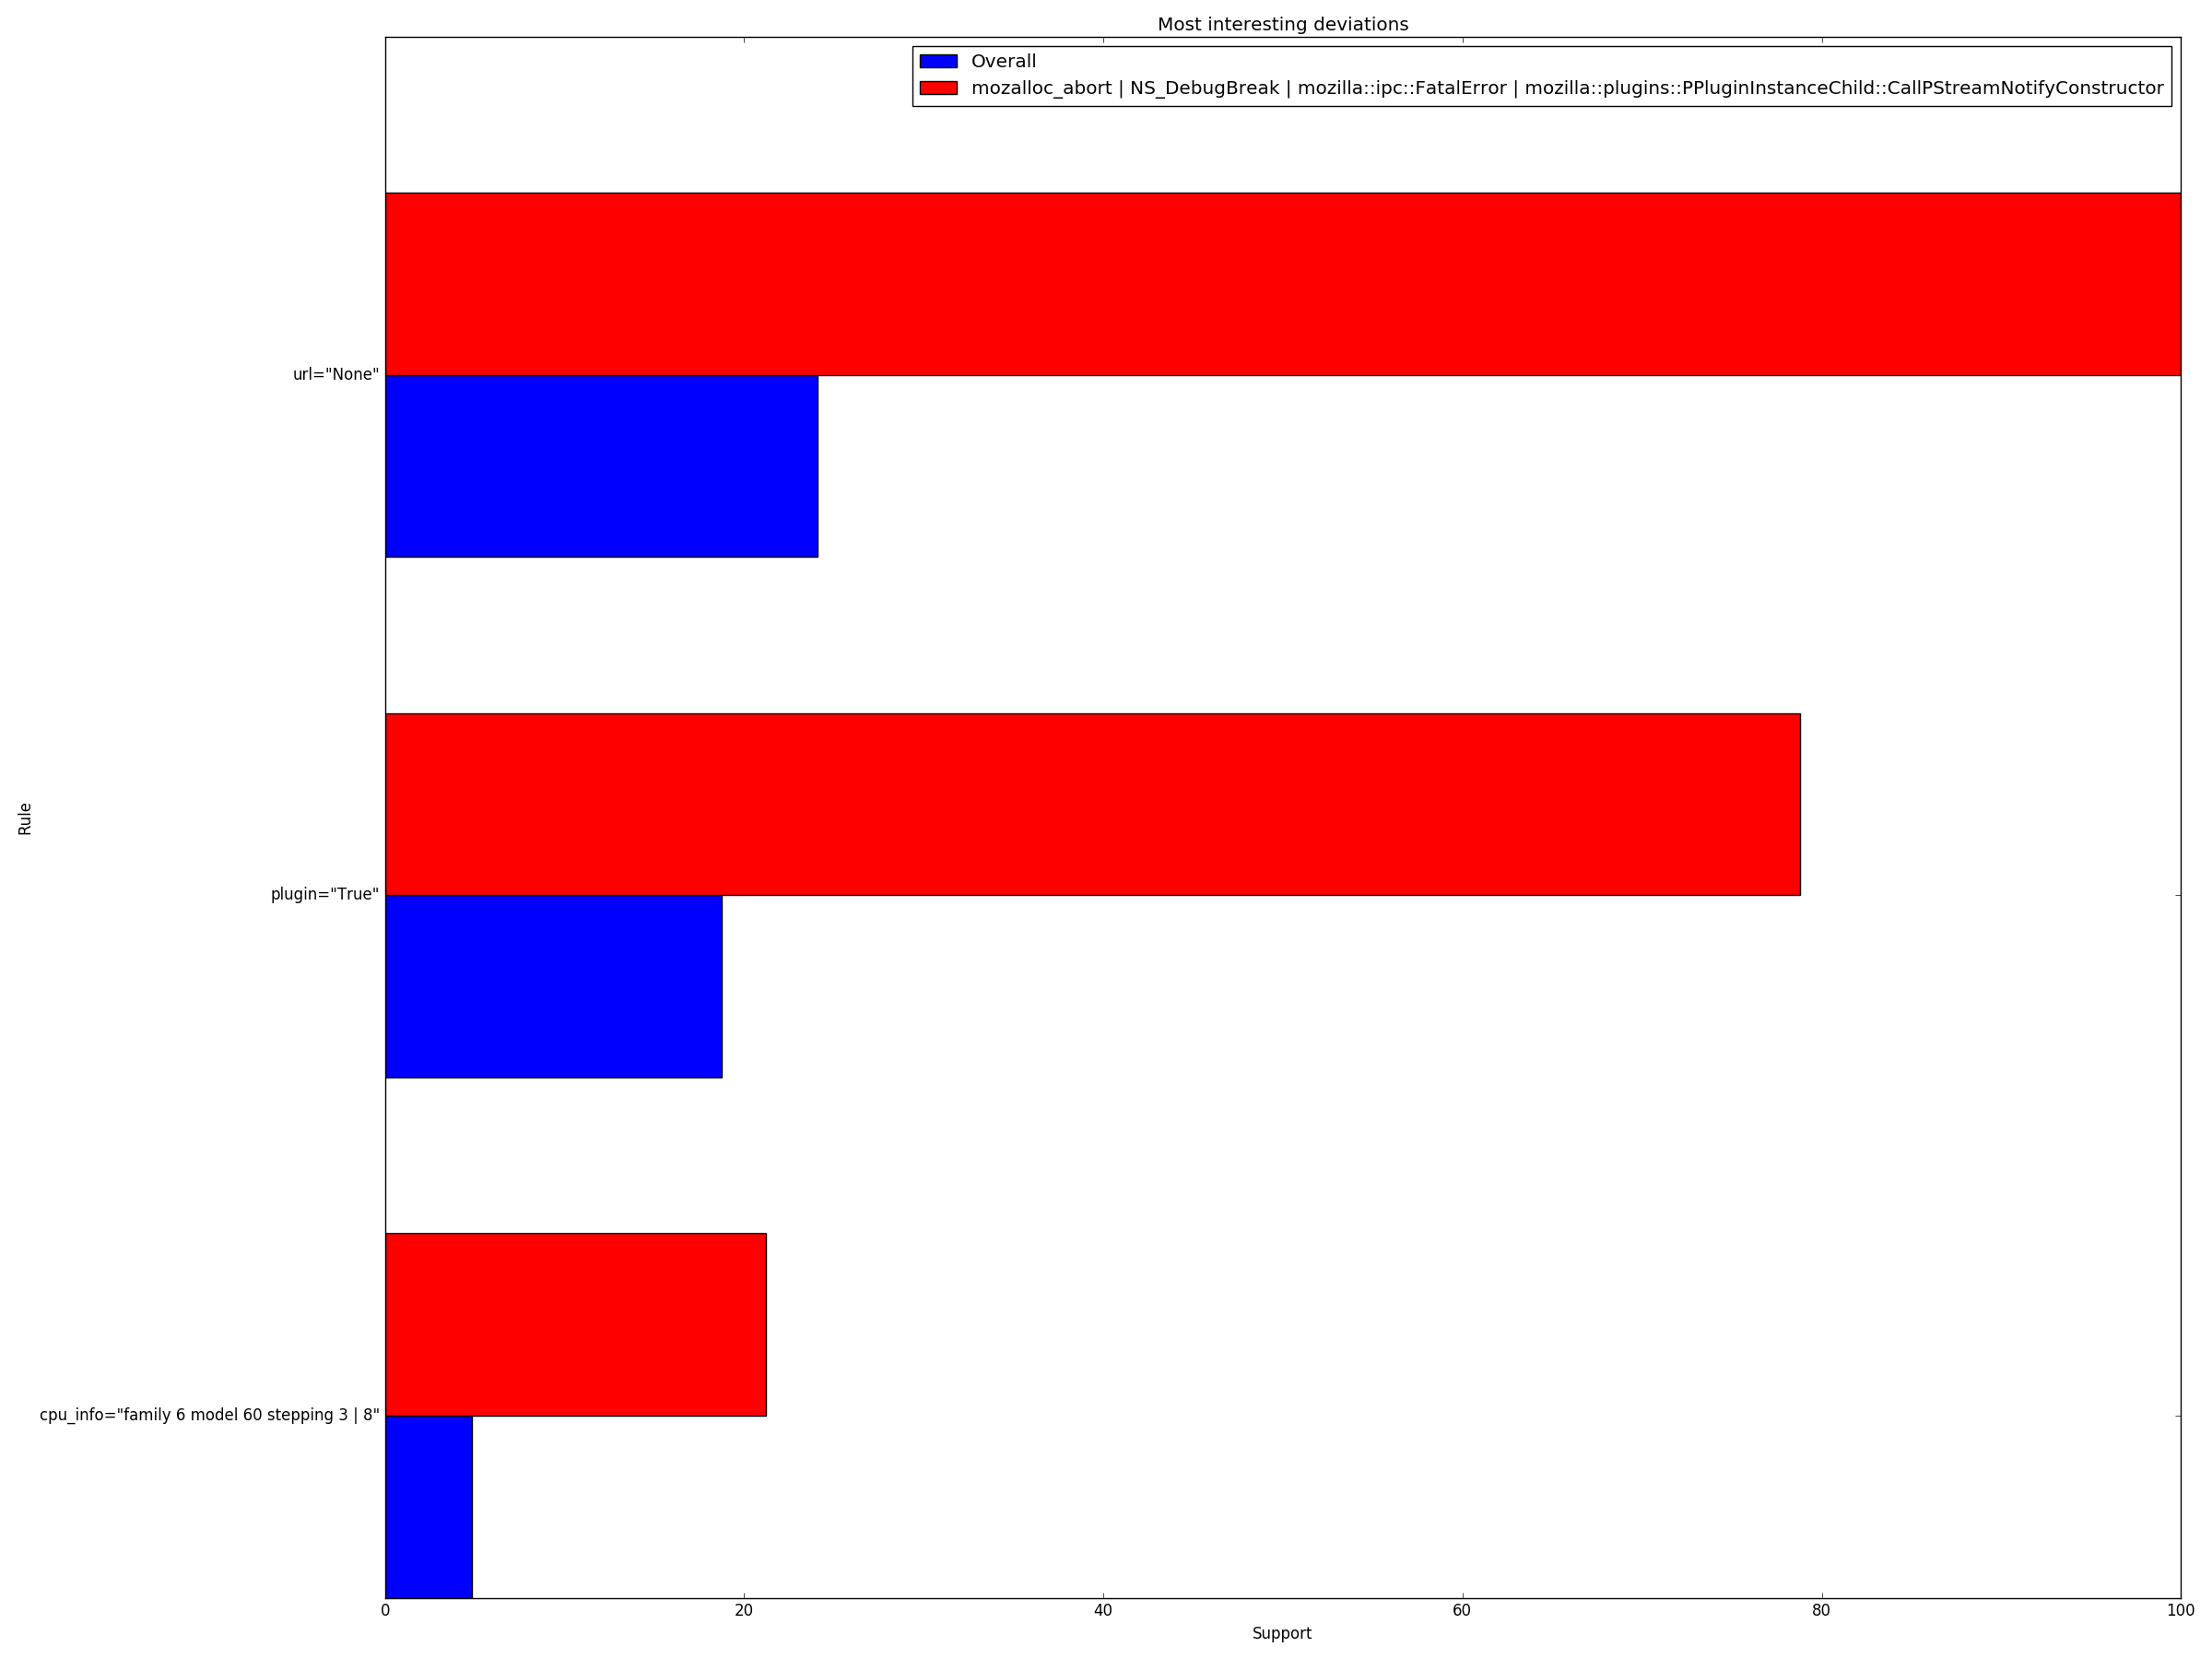 Most interesting deviations
Overall
mozalloc_abort | NS_DebugBreak | mozilla::ipc::FatalError | mozilla::plugins::PPluginInstanceChild::CallPStreamNotifyConstructor
url="None"
Rule
plugin="True"
cpu_info="family 6 model 60 stepping 3 | 8"
0 20 40 60 80 100
Support